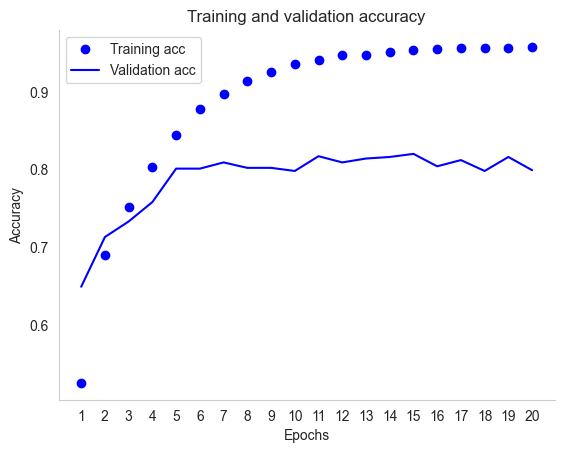 Training and validation accuracy
Training acc
Validation acc
0.9
0.8
0.7
0.6
Accuracy
1 2 3 4 5 6 7 8 9 10 11 12 13 14 15 16 17 18 19 20
Epochs